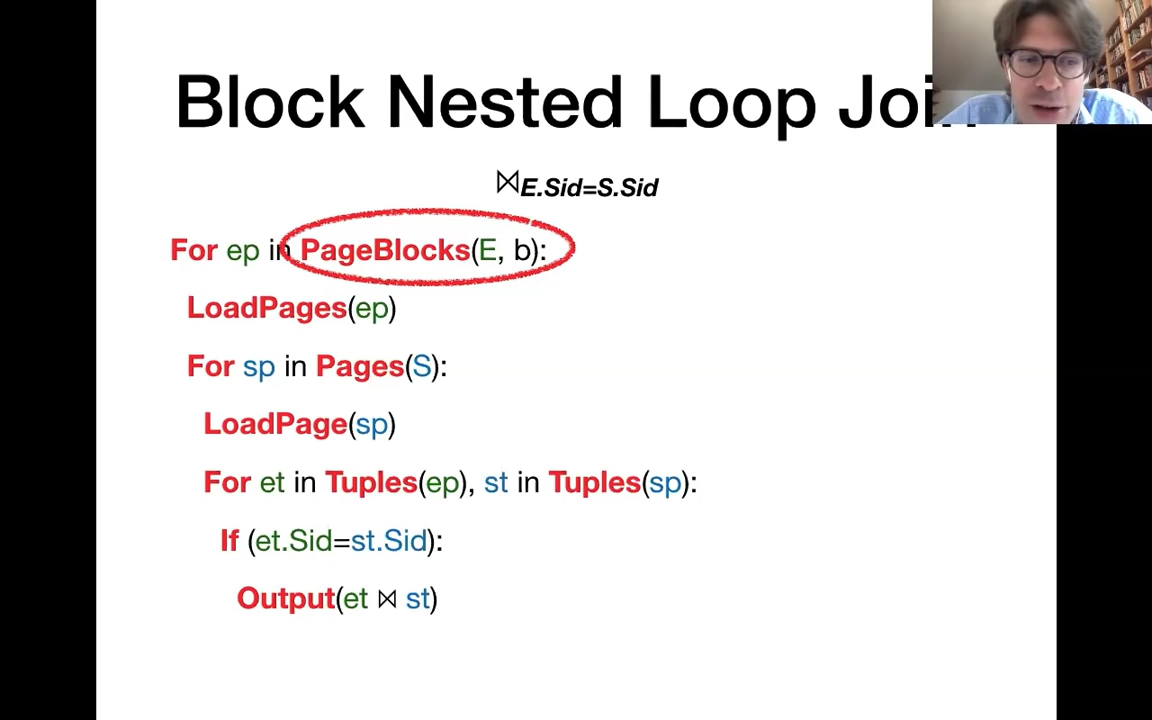 Block Nested Loop Join
⋈E.Sid=S.Sid
For ep in PageBlocks(E, b):
LoadPages(ep)
For sp in Pages(S):
LoadPage(sp)
For et in Tuples(ep), st in Tuples(sp):
If (et.Sid=st.Sid):
Output(et ⋈ st)